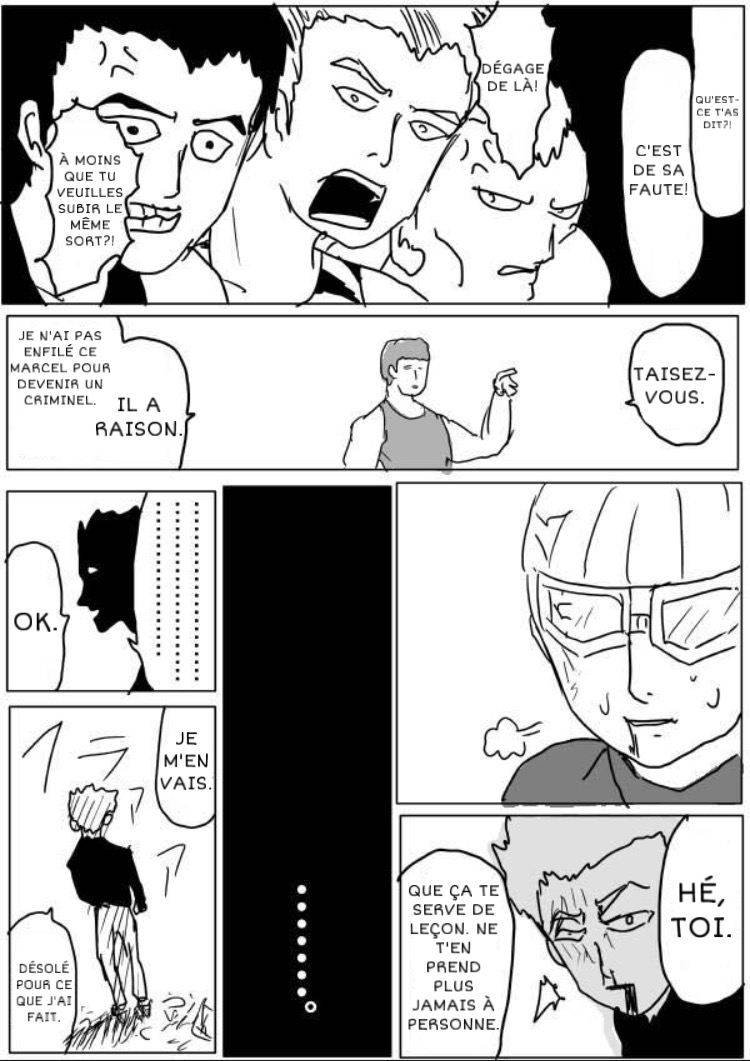 QU'EST-
CE T'AS
DIT?!
C'EST
DE SA
FAUTE!
DÉGAGE
DE LÀ!
À MOINS
QUE TU
VEUILLES
SUBIR LE
MÊME
SORT?!
TAISEZ-
VOUS.
IL A
RAISON.
JE N'AI PAS
ENFILÉ CE
MARCEL POUR
DEVENIR UN
CRIMINEL.
HÉ,
TOI.
QUE ÇA TE
SERVE DE
LEÇON. NE
T'EN
PREND
PLUS
JAMAIS À
PERSONNE.
OK.
JE
M'EN
VAIS.
DÉSOLÉ
POUR CE
QUE J'AI
FAIT.